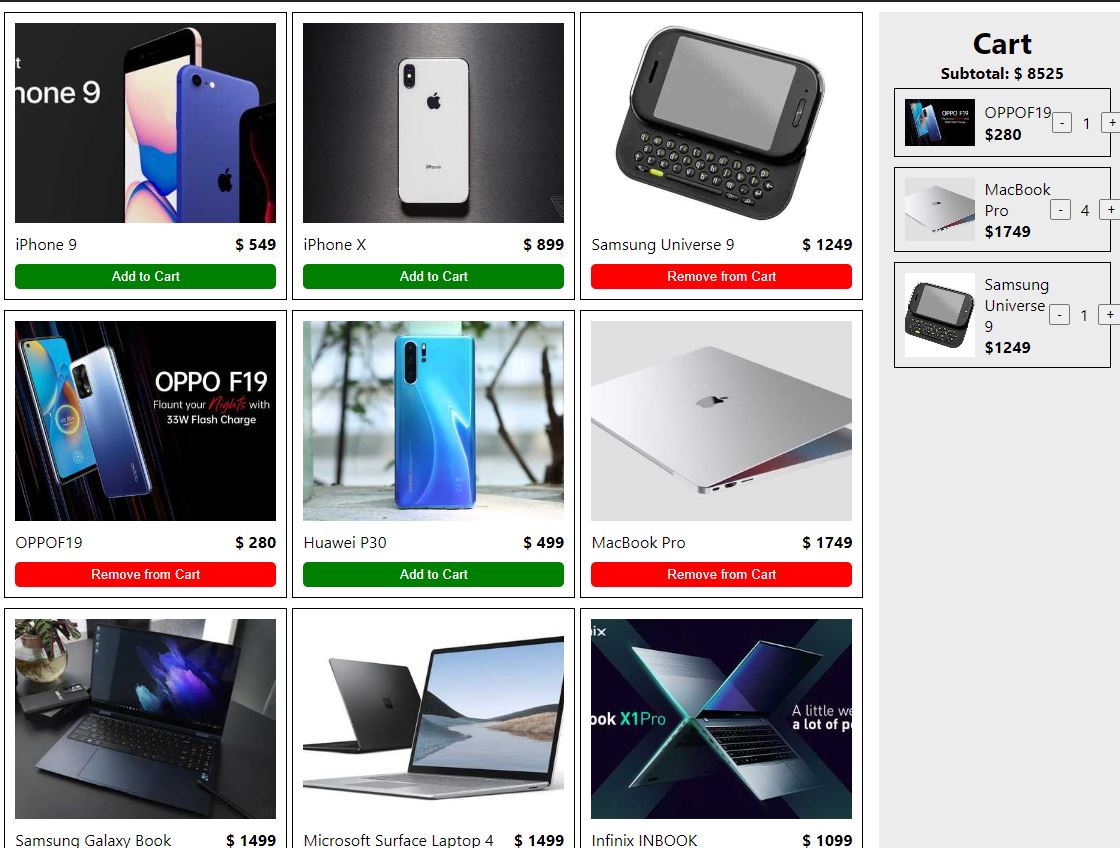 t
hone 9
iPhone
iPhone 9 $ 549
Add to Cart
iPhone X $ 899
Add to Cart
Samsung Universe 9 $ 1249
Remove from Cart
OPPO F19
Flaunt your Nights with
33W Flash Charge
OPPOF19 $ 280
Remove from Cart
Huawei P30 $ 499
Add to Cart
MacBook Pro $ 1749
Remove from Cart
Samsung Galaxy Book $ 1499
Microsoft Surface Laptop 4 $ 1499
nix
ook X1Pro
A little we
a lot of po
Infinix INBOOK $ 1099
Cart
Subtotal: $ 8525
OPPO F19
OPPOF19
$280
- 1 +
MacBook
Pro
$1749
- 4 +
Samsung
Universe
9
$1249
- 1 +